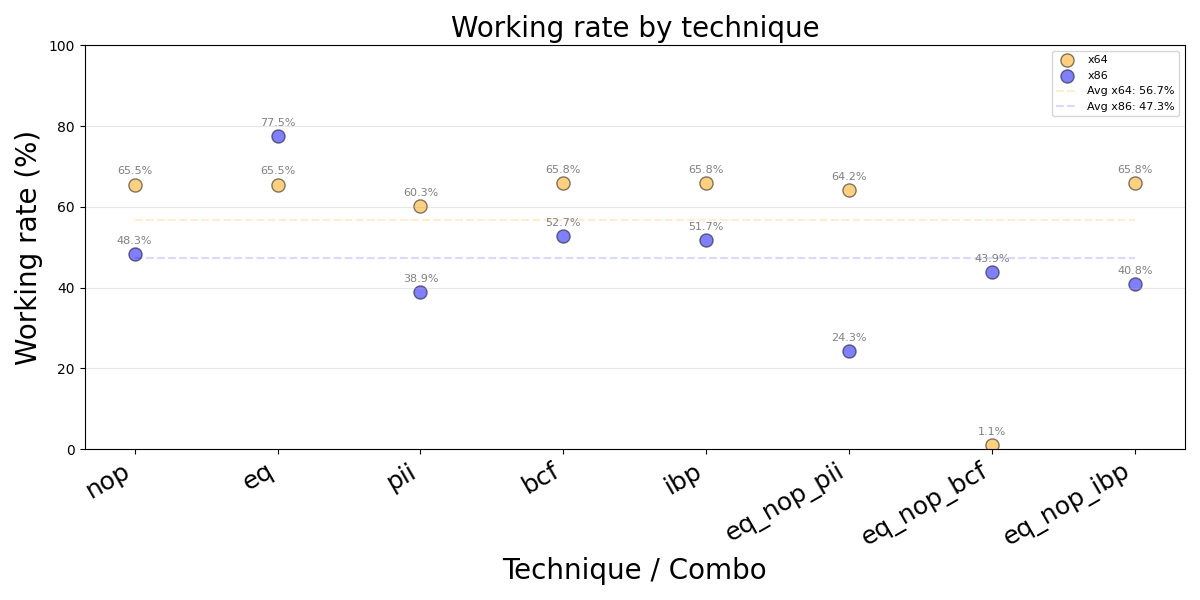 Working rate by technique
Working rate (%)
100
80
60
40
20
0
x64
x86
Avg x64: 56.7%
Avg x86: 47.3%
65.5%
48.3%
77.5%
65.5%
60.3%
38.9%
65.8%
52.7%
65.8%
51.7%
64.2%
24.3%
43.9%
1.1%
65.8%
40.8%
nop
eq
pii
bcf
ibp
eq_nop_pii
eq_nop_bcf
eq_nop_ibp
Technique / Combo